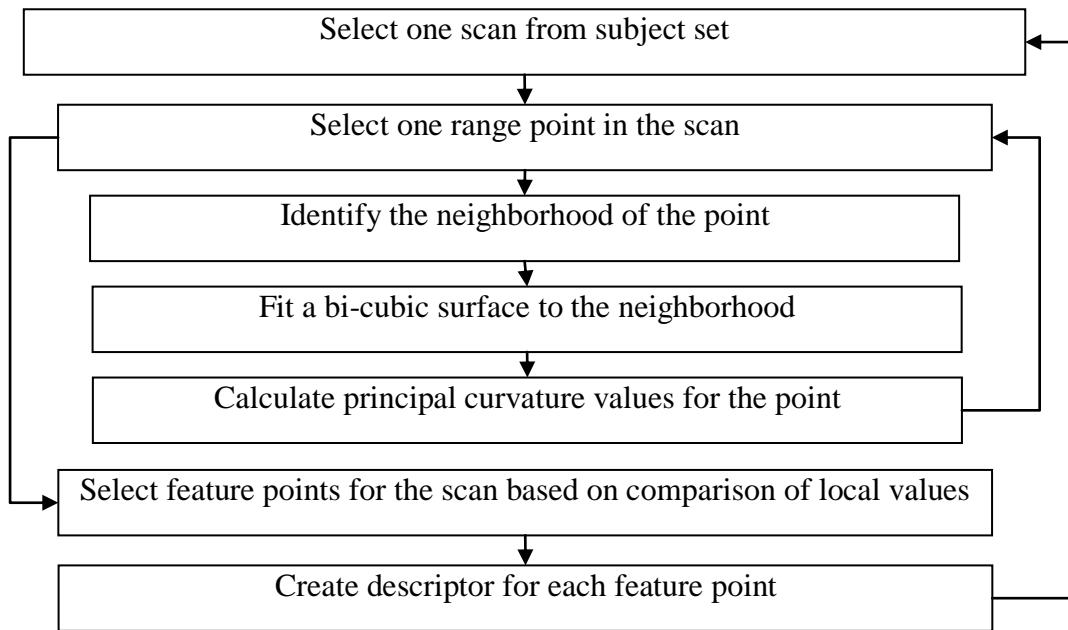 Select one scan from subject set
Select one range point in the scan
Identify the neighborhood of the point
Fit a bi-cubic surface to the neighborhood
Calculate principal curvature values for the point
Select feature points for the scan based on comparison of local values
Create descriptor for each feature point